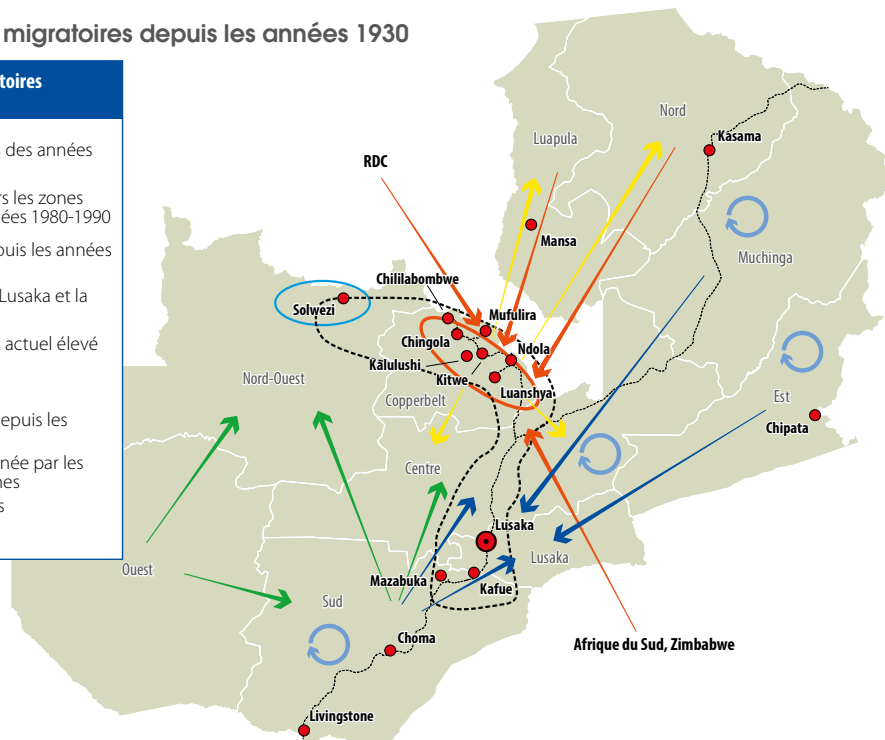 migratoires depuis les années 1930
toires
des années
rs les zones
ées 1980-1990
puis les années
Lusaka et la
t actuel élevé
depuis les
née par les
nes
s
RDC
Luapula
Nord
Kasama
Mansa
Muchinga
Chililabombwe
Solwezi
Mufulira
Chingola
Ndola
Kalulushi
Kitwe
Luanshya
Nord-Ouest
Copperbelt
Est
Chipata
Centre
Lusaka
Lusaka
Ouest
Mazabuka
Kafue
Sud
Choma
Afrique du Sud, Zimbabwe
Livingstone